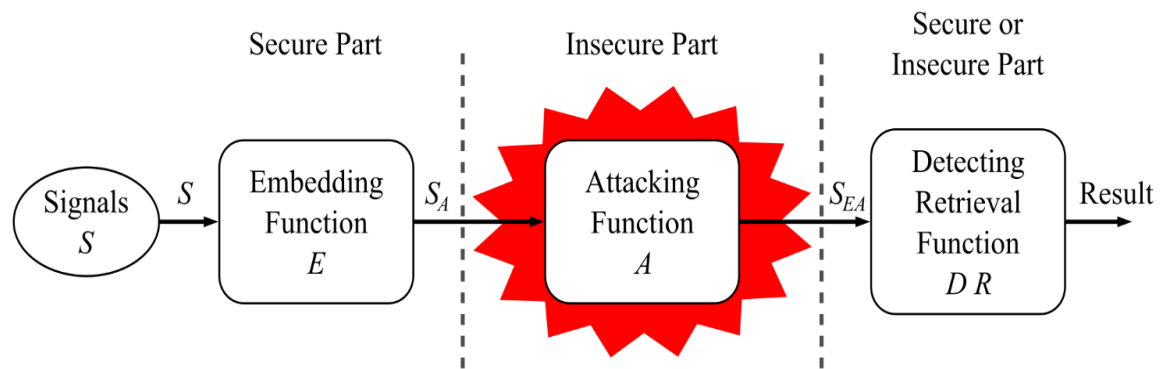 Secure Part
Insecure Part
Secure or
Insecure Part
Signals
S
S
Embedding
Function
E
S_A
Attacking
Function
A
S_EA
Detecting
Retrieval
Function
D R
Result